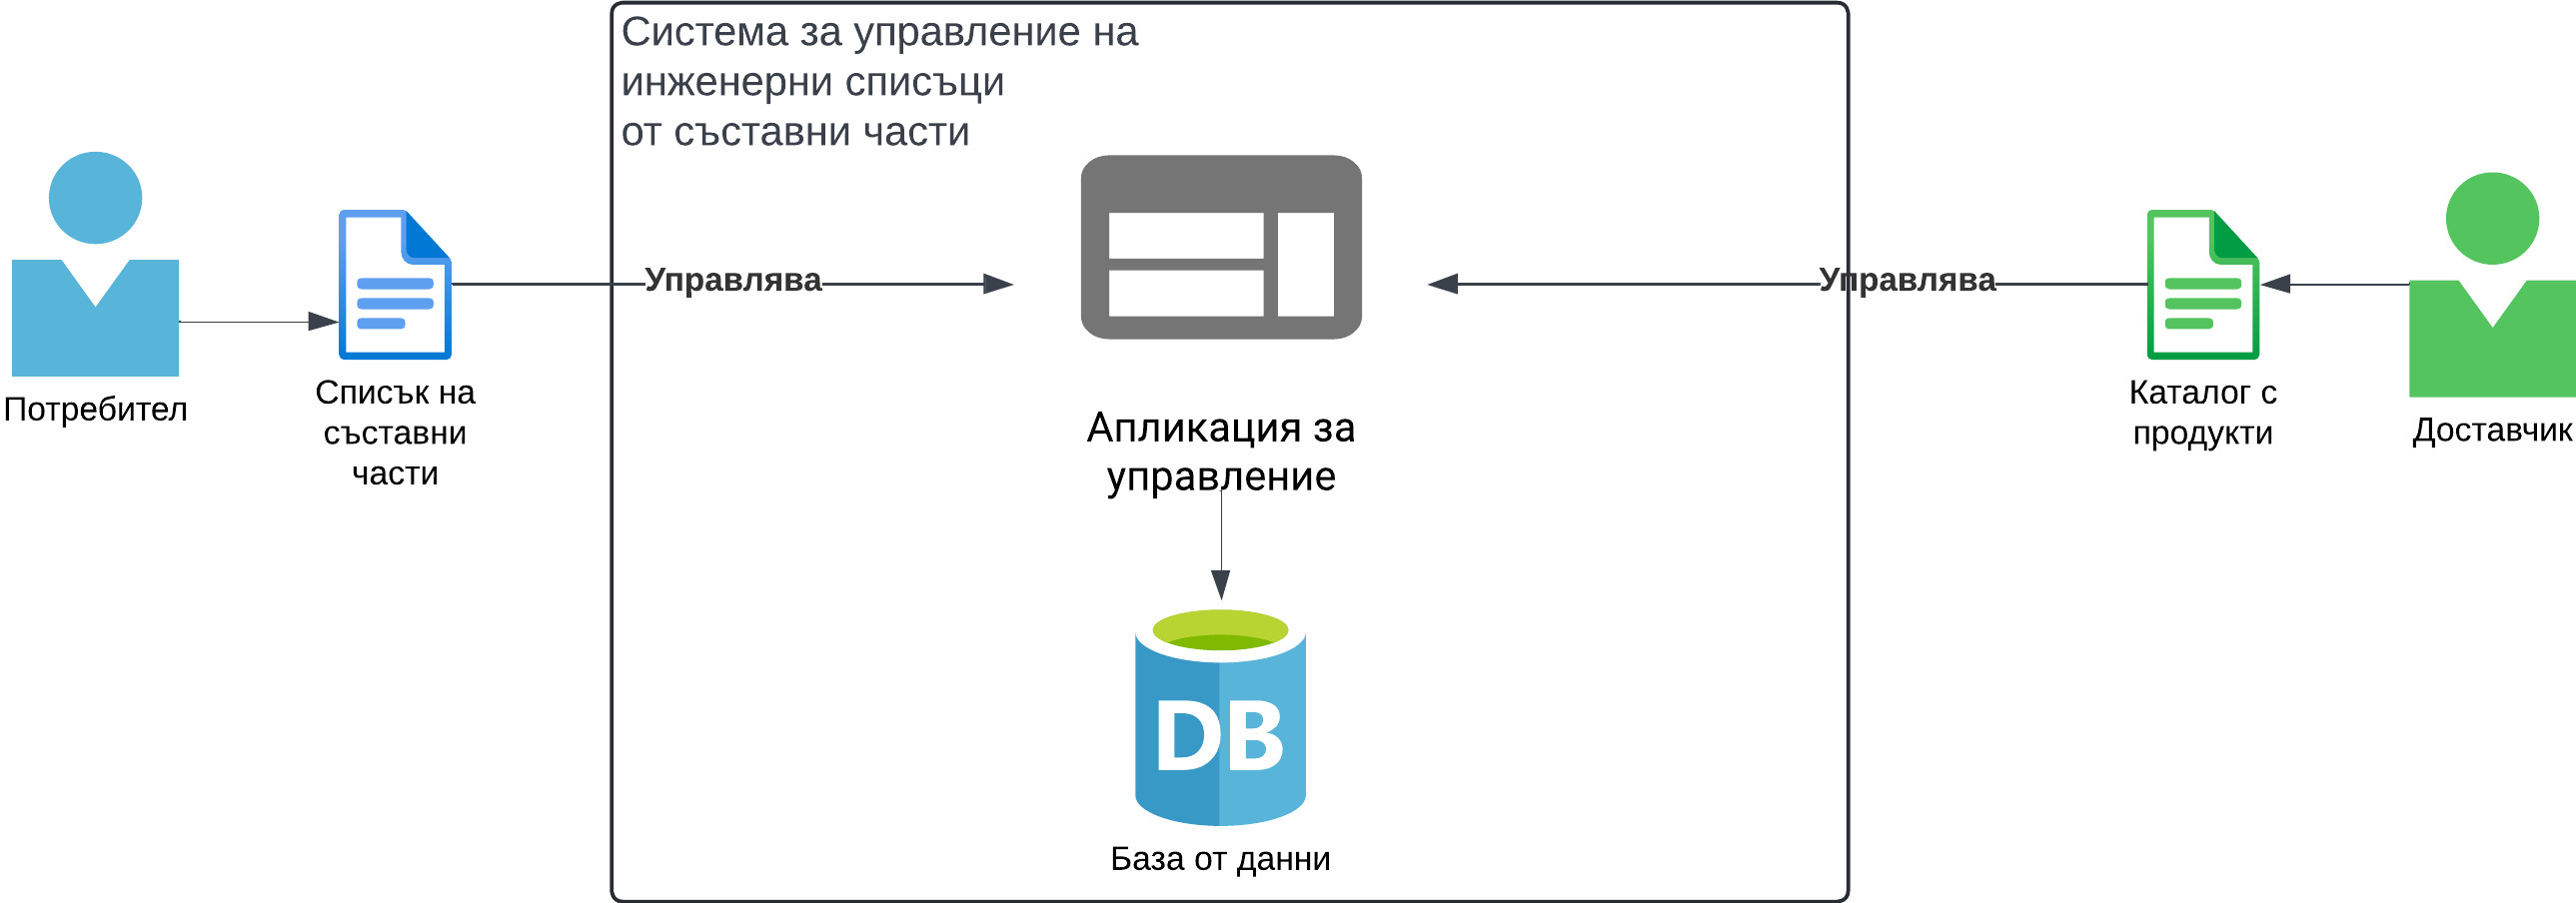 Система за управление на
инженерни списъци
от съставни части
Потребител
Списък на
съставни
части
Управлява
Апликация за
управление
DB
База от данни
Управлява
Каталог с
продукти
Доставчик